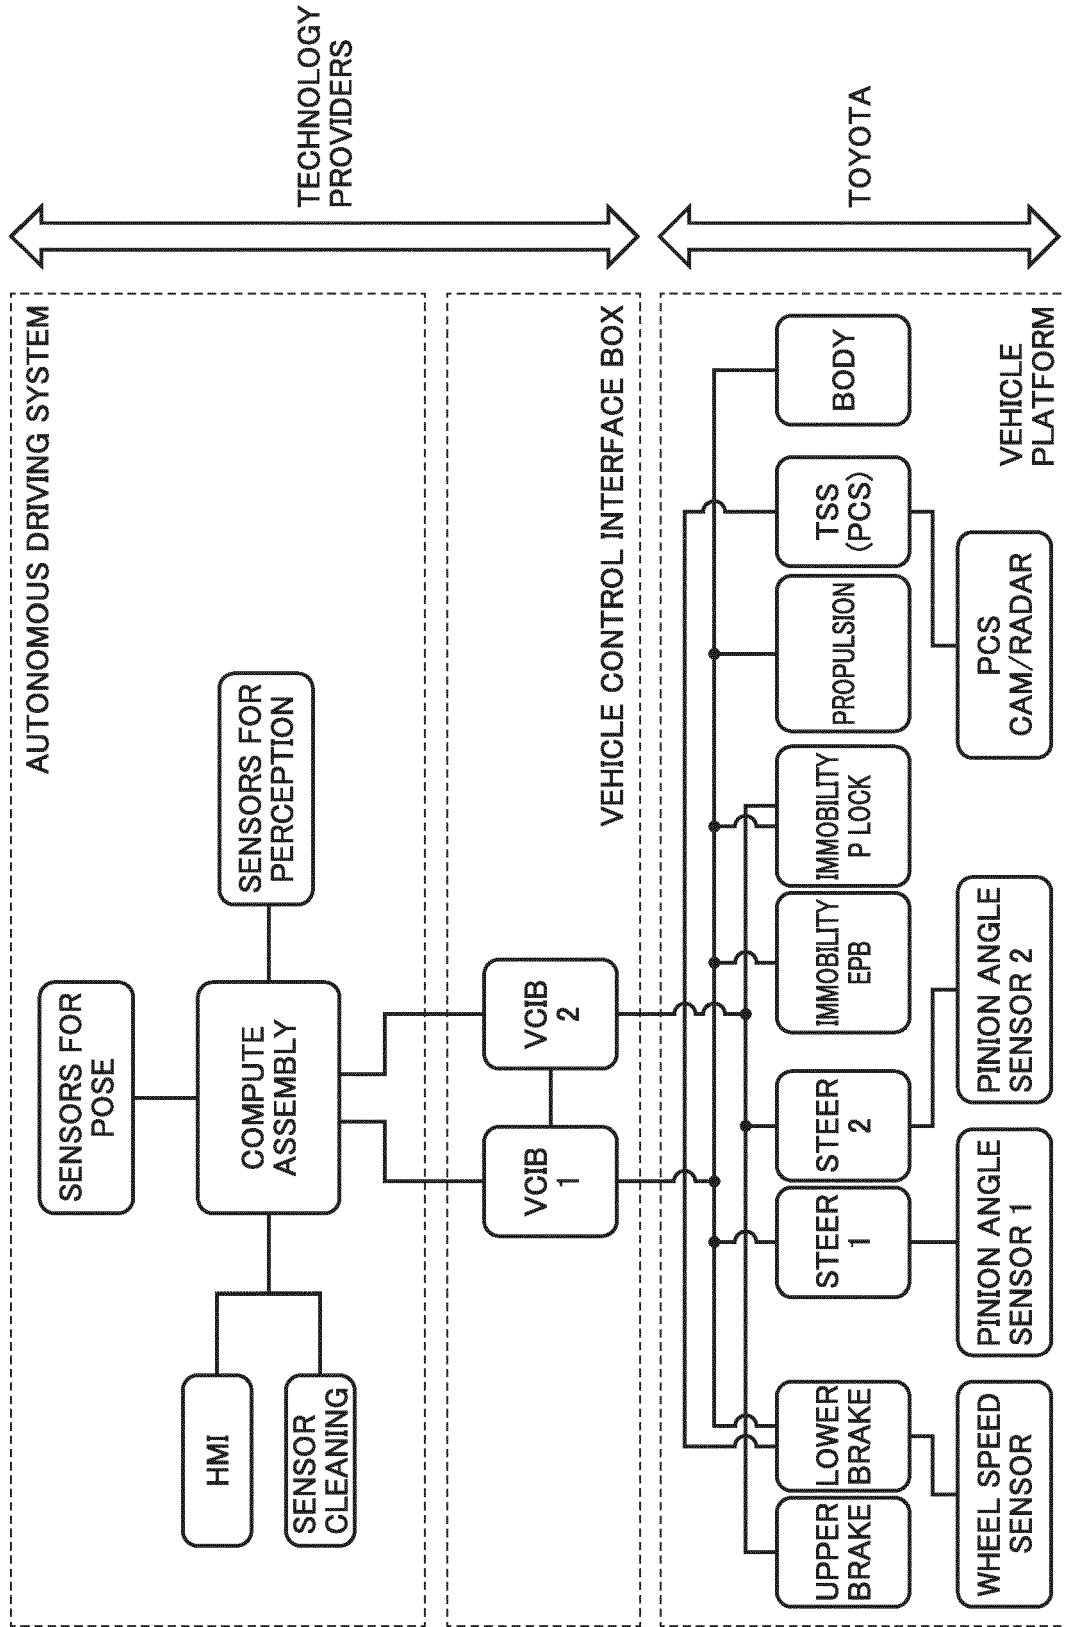 AUTONOMOUS DRIVING SYSTEM
SENSORS FOR
POSE
HMI
SENSOR
CLEANING
COMPUTE
ASSEMBLY
SENSORS FOR
PERCEPTION
TECHNOLOGY
PROVIDERS
VCIB
1
VCIB
2
VEHICLE CONTROL INTERFACE BOX
UPPER
BRAKE
LOWER
BRAKE
STEER
1
STEER
2
IMMOBILITY
EPB
IMMOBILITY
P LOCK
PROPULSION
TSS
(PCS)
BODY
TOYOTA
WHEEL SPEED
SENSOR
PINION ANGLE
SENSOR 1
PINION ANGLE
SENSOR 2
PCS
CAM/RADAR
VEHICLE
PLATFORM